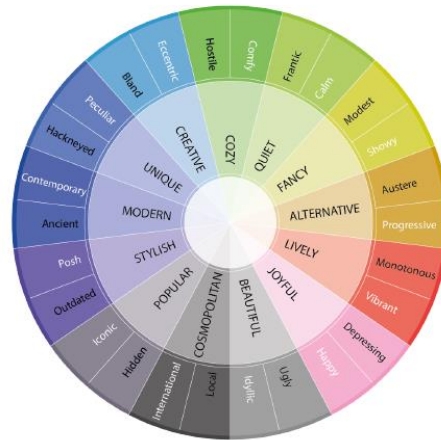 Hostile
Comfy
Frantic
Calm
Modest
Showy
Austere
Progressive
Monotonous
Vibrant
Depressing
Happy
Ugly
Idyllic
Local
International
Hidden
Iconic
Outdated
Posh
Ancient
Contemporary
Hackneyed
Peculiar
Bland
Eccentric
COZY
QUIET
FANCY
ALTERNATIVE
LIVELY
JOYFUL
BEAUTIFUL
COSMOPOLITAN
POPULAR
STYLISH
MODERN
UNIQUE
CREATIVE